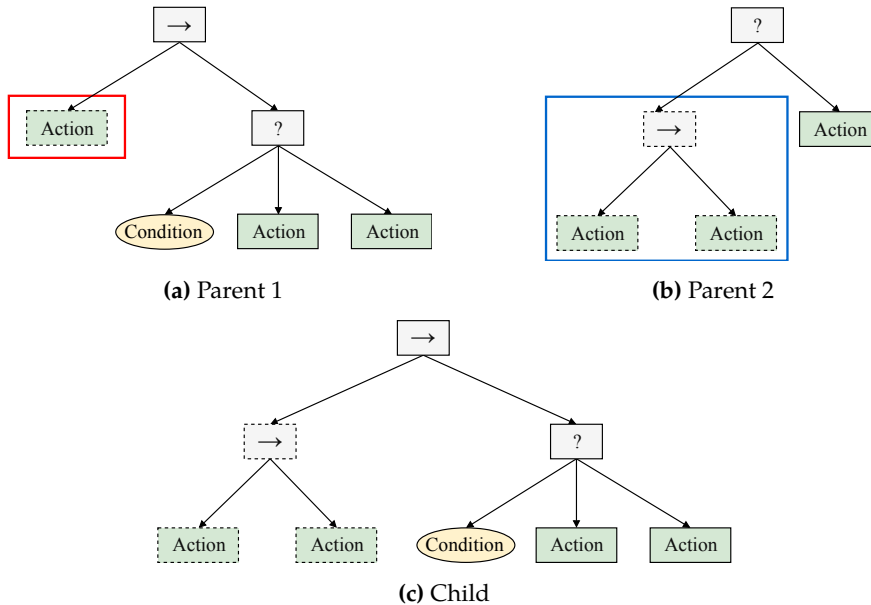 →
Action
?
Condition Action Action
(a) Parent 1
?
→ Action
Action Action
(b) Parent 2
→
→ ?
Action Action Condition Action Action
(c) Child